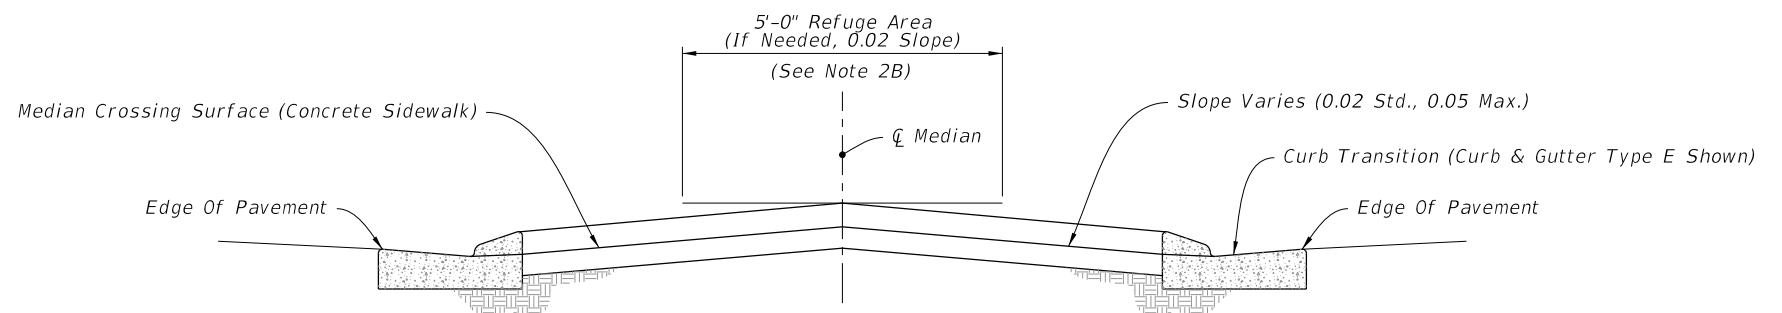 5'-0" Refuge Area
(If Needed, 0.02 Slope)
(See Note 2B)
Median Crossing Surface (Concrete Sidewalk)
Slope Varies (0.02 Std., 0.05 Max.)
℄ Median
Curb Transition (Curb & Gutter Type E Shown)
Edge Of Pavement
Edge Of Pavement